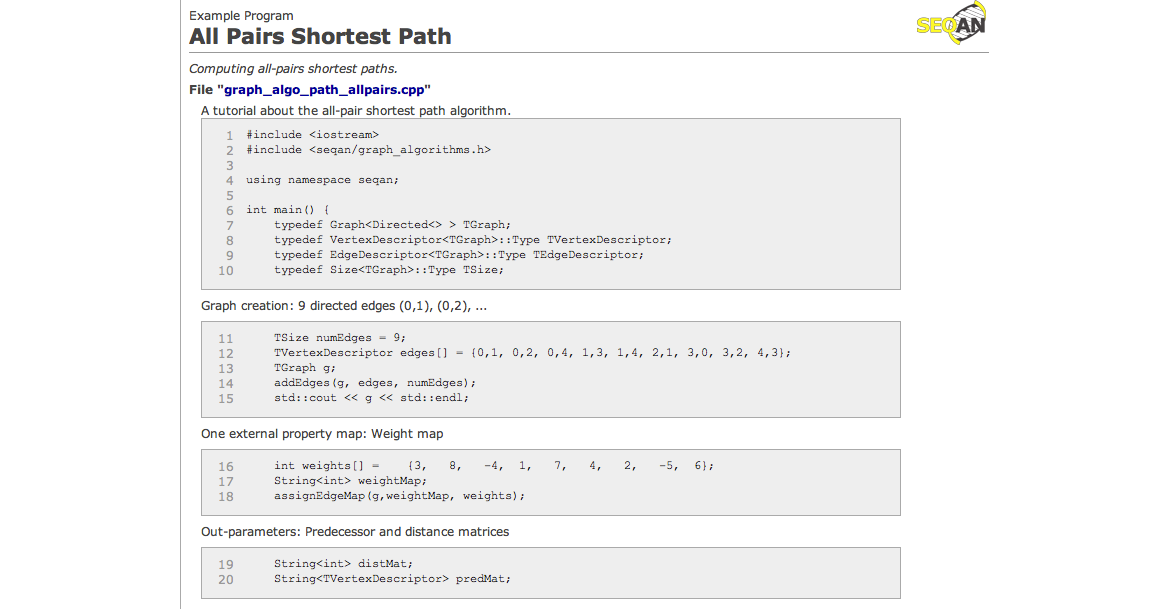 Example Program
SEQAN
All Pairs Shortest Path
Computing all-pairs shortest paths.
File "graph_algo_path_allpairs.cpp"
A tutorial about the all-pair shortest path algorithm.
1 #include <iostream>
2 #include <seqan/graph_algorithms.h>
3
4 using namespace seqan;
5
6 int main() {
7     typedef Graph<Directed<> > TGraph;
8     typedef VertexDescriptor<TGraph>::Type TVertexDescriptor;
9     typedef EdgeDescriptor<TGraph>::Type TEdgeDescriptor;
10     typedef Size<TGraph>::Type TSize;
Graph creation: 9 directed edges (0,1), (0,2), ...
11     TSize numEdges = 9;
12     TVertexDescriptor edges[] = {0,1, 0,2, 0,4, 1,3, 1,4, 2,1, 3,0, 3,2, 4,3};
13     TGraph g;
14     addEdges(g, edges, numEdges);
15     std::cout << g << std::endl;
One external property map: Weight map
16     int weights[] =    {3,   8,   -4,  1,   7,   4,   2,   -5,  6};
17     String<int> weightMap;
18     assignEdgeMap(g,weightMap, weights);
Out-parameters: Predecessor and distance matrices
19     String<int> distMat;
20     String<TVertexDescriptor> predMat;